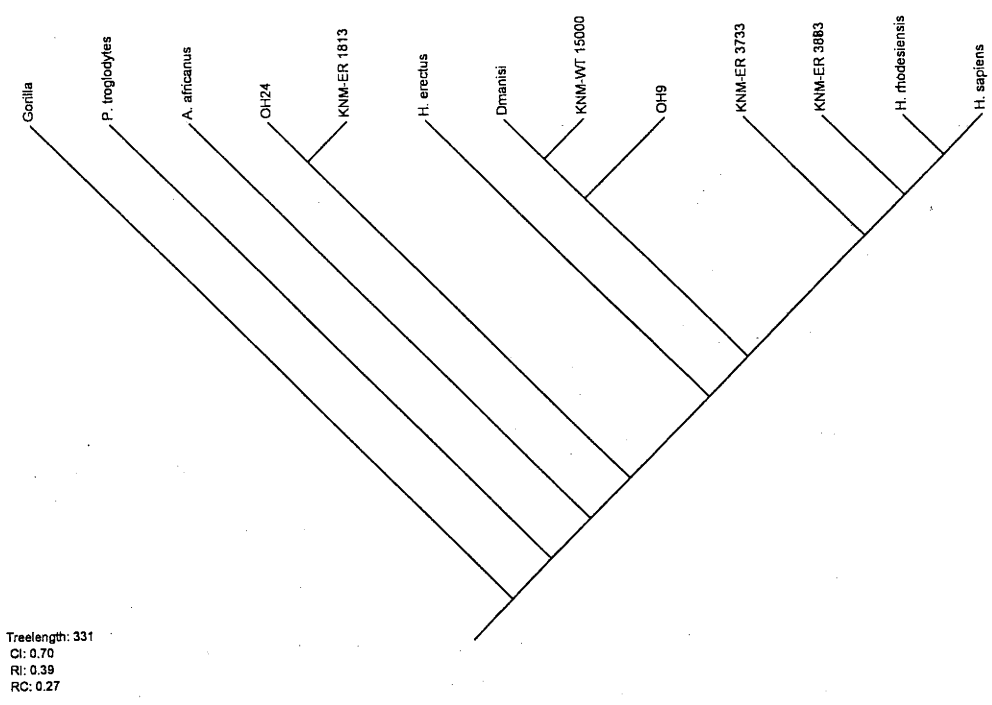 Gorilla
P. troglodytes
A. africanus
OH24
KNM-ER 1813
H. erectus
Dmanisi
KNM-WT 15000
OH9
KNM-ER 3733
KNM-ER 3883
H. rhodesiensis
H. sapiens
Treelength: 331
CI: 0.70
RI: 0.39
RC: 0.27